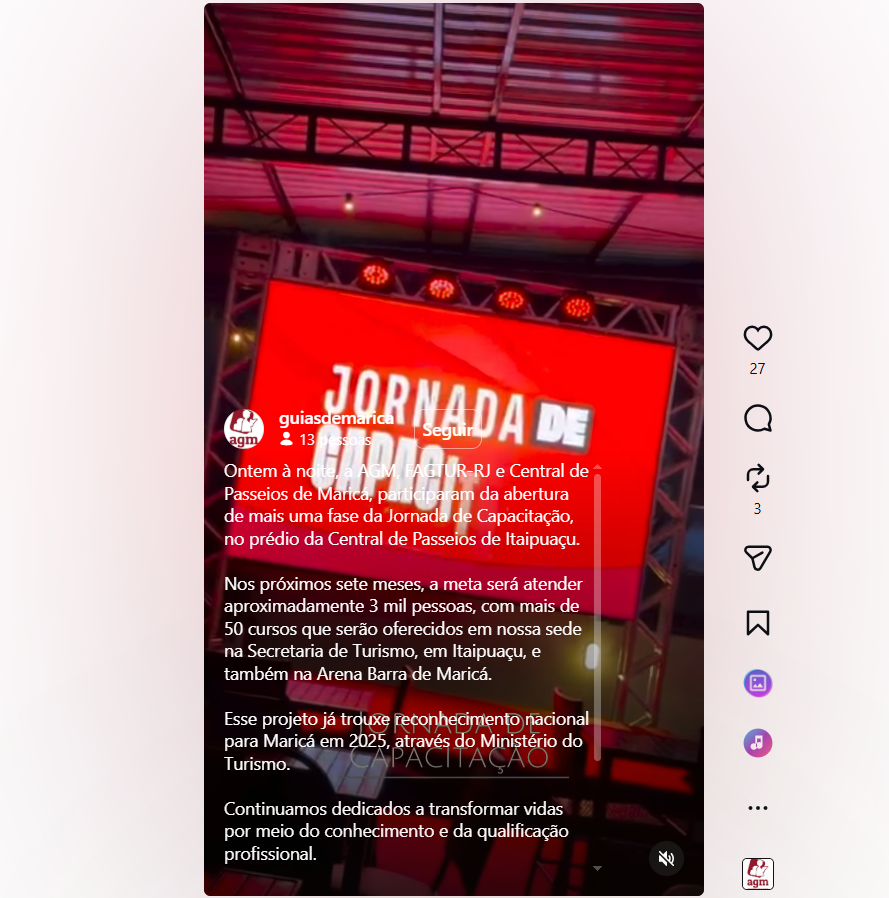 JORNADA DE
CAPACIT
guiasdemarica
Seguir
13 pessoas
Ontem à noite, a AGM, FAGTUR-RJ e Central de
Passeios de Maricá, participaram da abertura
de mais uma fase da Jornada de Capacitação,
no prédio da Central de Passeios de Itaipuaçu.
Nos próximos sete meses, a meta será atender
aproximadamente 3 mil pessoas, com mais de
50 cursos que serão oferecidos em nossa sede
na Secretaria de Turismo, em Itaipuaçu, e
também na Arena Barra de Maricá.
Esse projeto já trouxe reconhecimento nacional
para Maricá em 2025, através do Ministério do
Turismo.
JORNADA DE
CAPACITAÇÃO
Continuamos dedicados a transformar vidas
por meio do conhecimento e da qualificação
profissional.
agm
27
3
agm